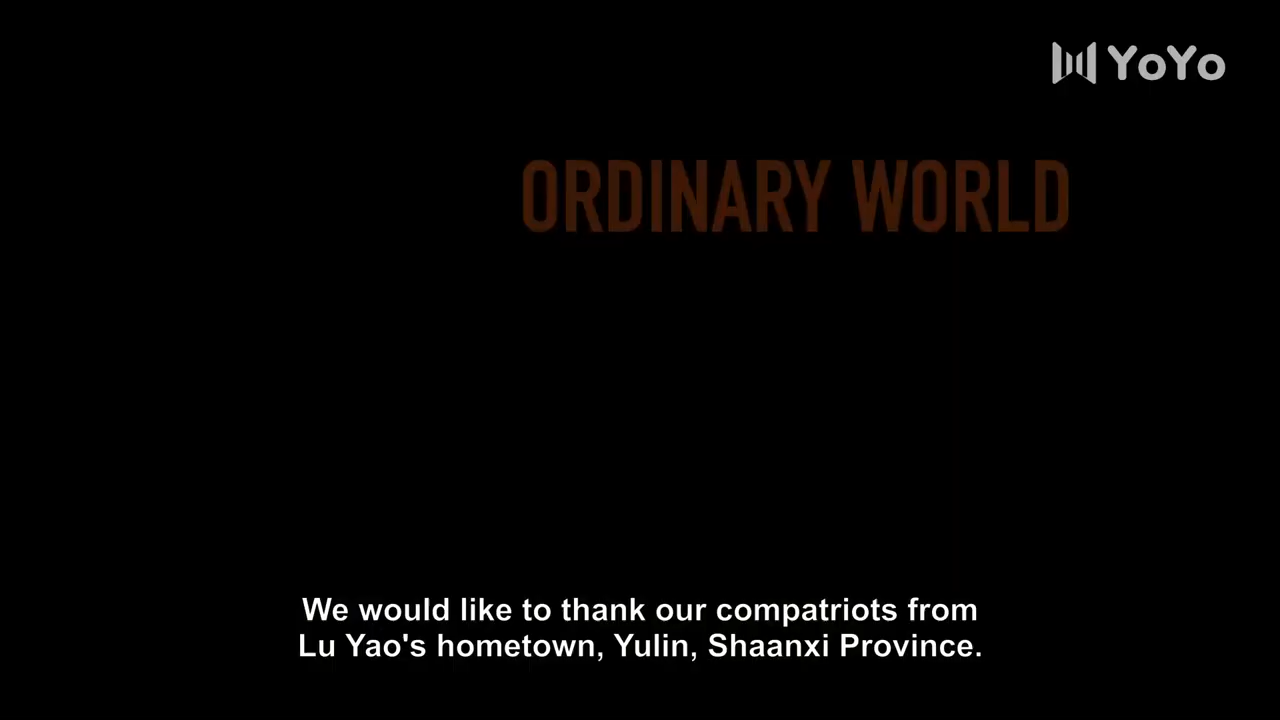 YoYo
ORDINARY WORLD
We would like to thank our compatriots from
Lu Yao's hometown, Yulin, Shaanxi Province.